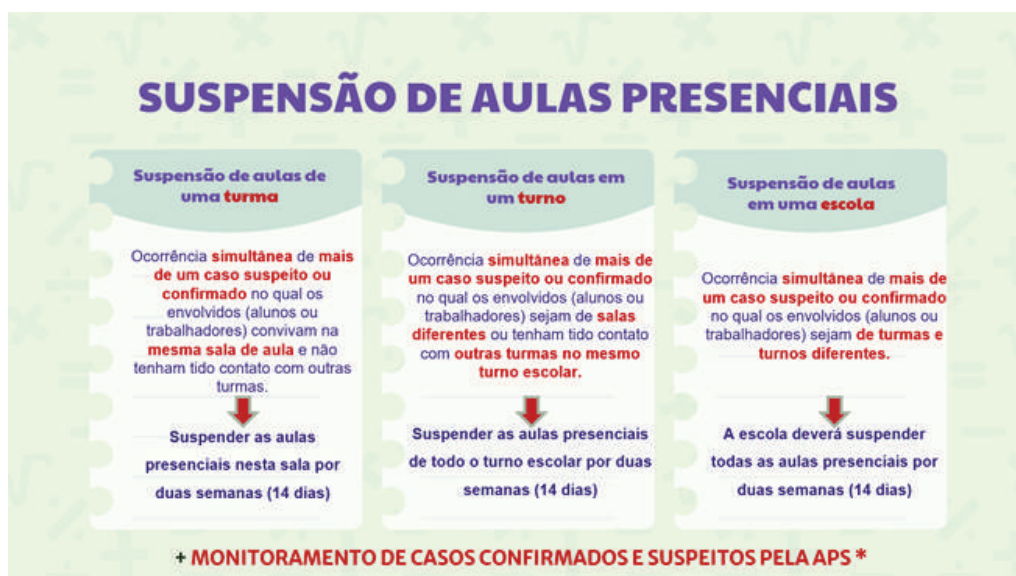 SUSPENSÃO DE AULAS PRESENCIAIS
Suspensão de aulas de
uma turma
Ocorrência simultânea de mais
de um caso suspeito ou
confirmado no qual os
envolvidos (alunos ou
trabalhadores) convivam na
mesma sala de aula e não
tenham tido contato com outras
turmas.
Suspender as aulas
presenciais nesta sala por
duas semanas (14 dias)
Suspensão de aulas em
um turno
Ocorrência simultânea de mais de
um caso suspeito ou confirmado
no qual os envolvidos (alunos ou
trabalhadores) sejam de salas
diferentes ou tenham tido contato
com outras turmas no mesmo
turno escolar.
Suspender as aulas presenciais
de todo o turno escolar por duas
semanas (14 dias)
Suspensão de aulas
em uma escola
Ocorrência simultânea de mais de
um caso suspeito ou confirmado
no qual os envolvidos (alunos ou
trabalhadores) sejam de turmas e
turnos diferentes.
A escola deverá suspender
todas as aulas presenciais por
duas semanas (14 dias)
+ MONITORAMENTO DE CASOS CONFIRMADOS E SUSPEITOS PELA APS *